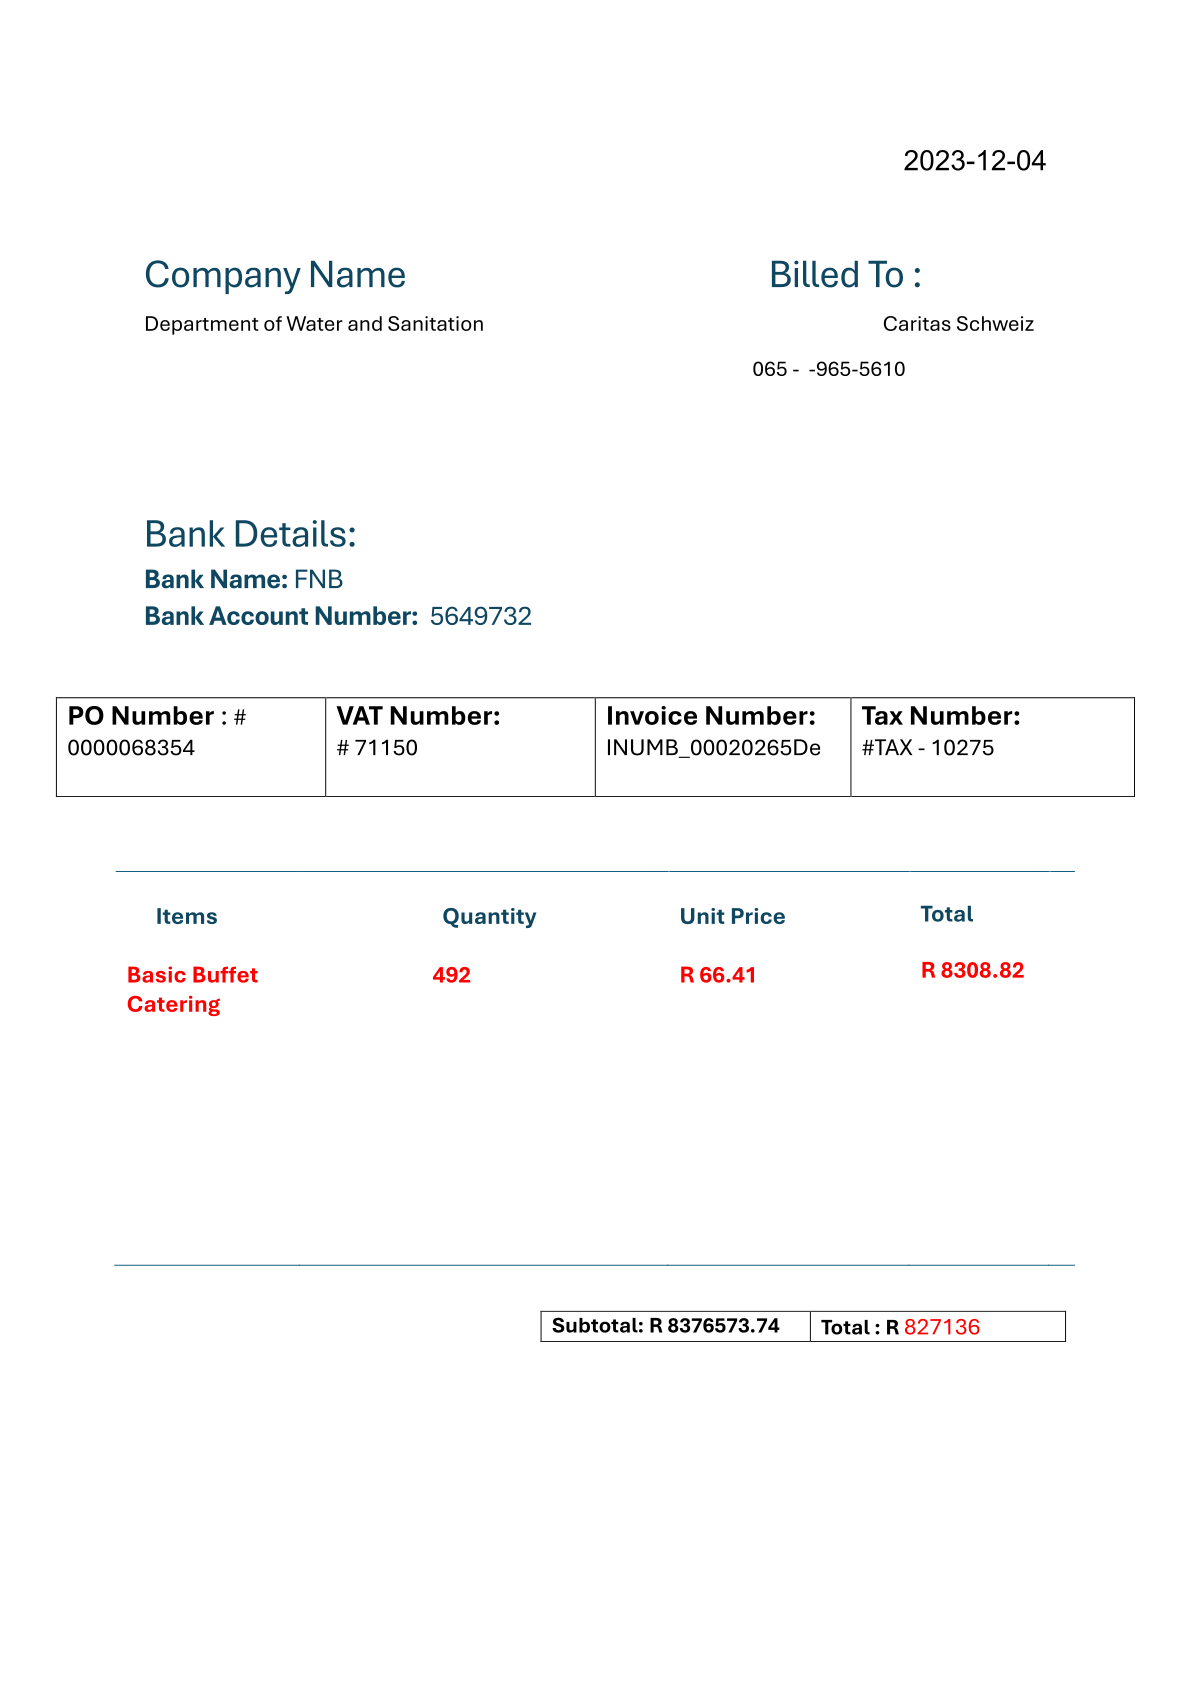 2023-12-04
Company Name
Billed To :
Department of Water and Sanitation
Caritas Schweiz
065 -  -965-5610
Bank Details:
Bank Name: FNB
Bank Account Number: 5649732
PO Number : #
0000068354
VAT Number:
# 71150
Invoice Number:
INUMB_00020265De
Tax Number:
#TAX - 10275
Items
Quantity
Unit Price
Total
Basic Buffet
Catering
492
R 66.41
R 8308.82
Subtotal: R 8376573.74
Total : R 827136